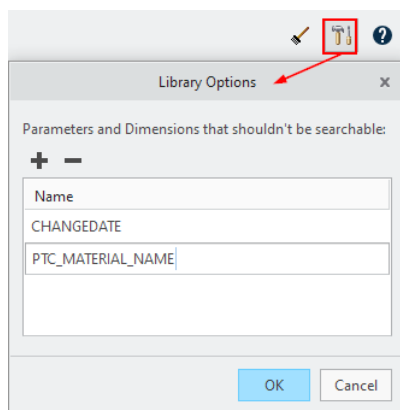 Library Options
Parameters and Dimensions that shouldn't be searchable:
Name
CHANGEDATE
PTC_MATERIAL_NAME
OK Cancel